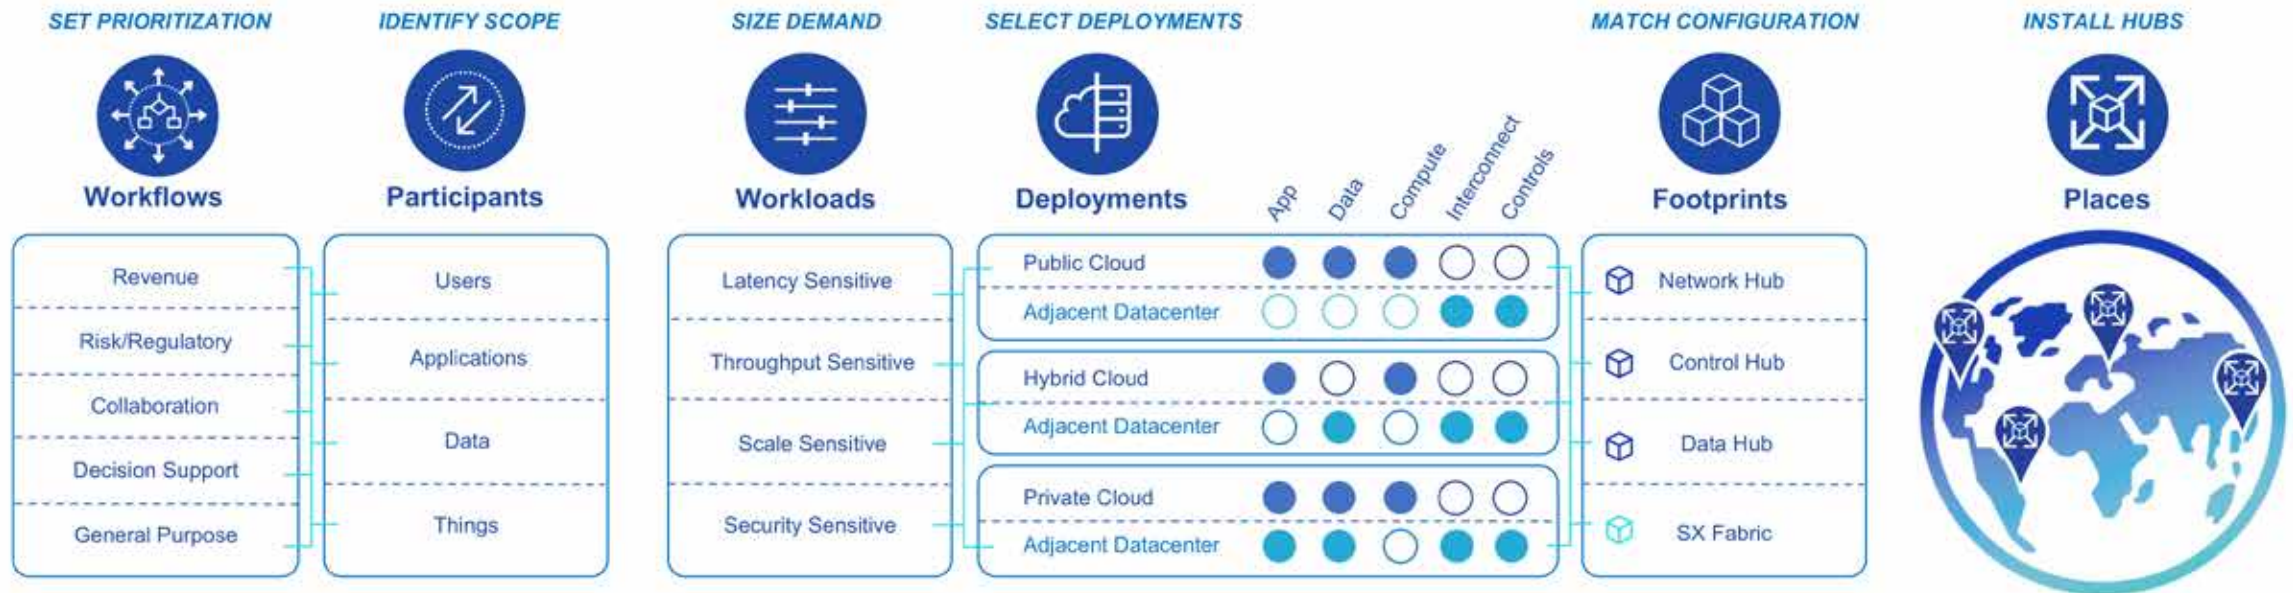 SET PRIORITIZATION
IDENTIFY SCOPE
SIZE DEMAND
SELECT DEPLOYMENTS
MATCH CONFIGURATION
INSTALL HUBS
Workflows
Participants
Workloads
Deployments
App
Data
Compute
Interconnect
Controls
Footprints
Places
Revenue
Risk/Regulatory
Collaboration
Decision Support
General Purpose
Users
Applications
Data
Things
Latency Sensitive
Throughput Sensitive
Scale Sensitive
Security Sensitive
Public Cloud
Adjacent Datacenter
Hybrid Cloud
Adjacent Datacenter
Private Cloud
Adjacent Datacenter
Network Hub
Control Hub
Data Hub
SX Fabric